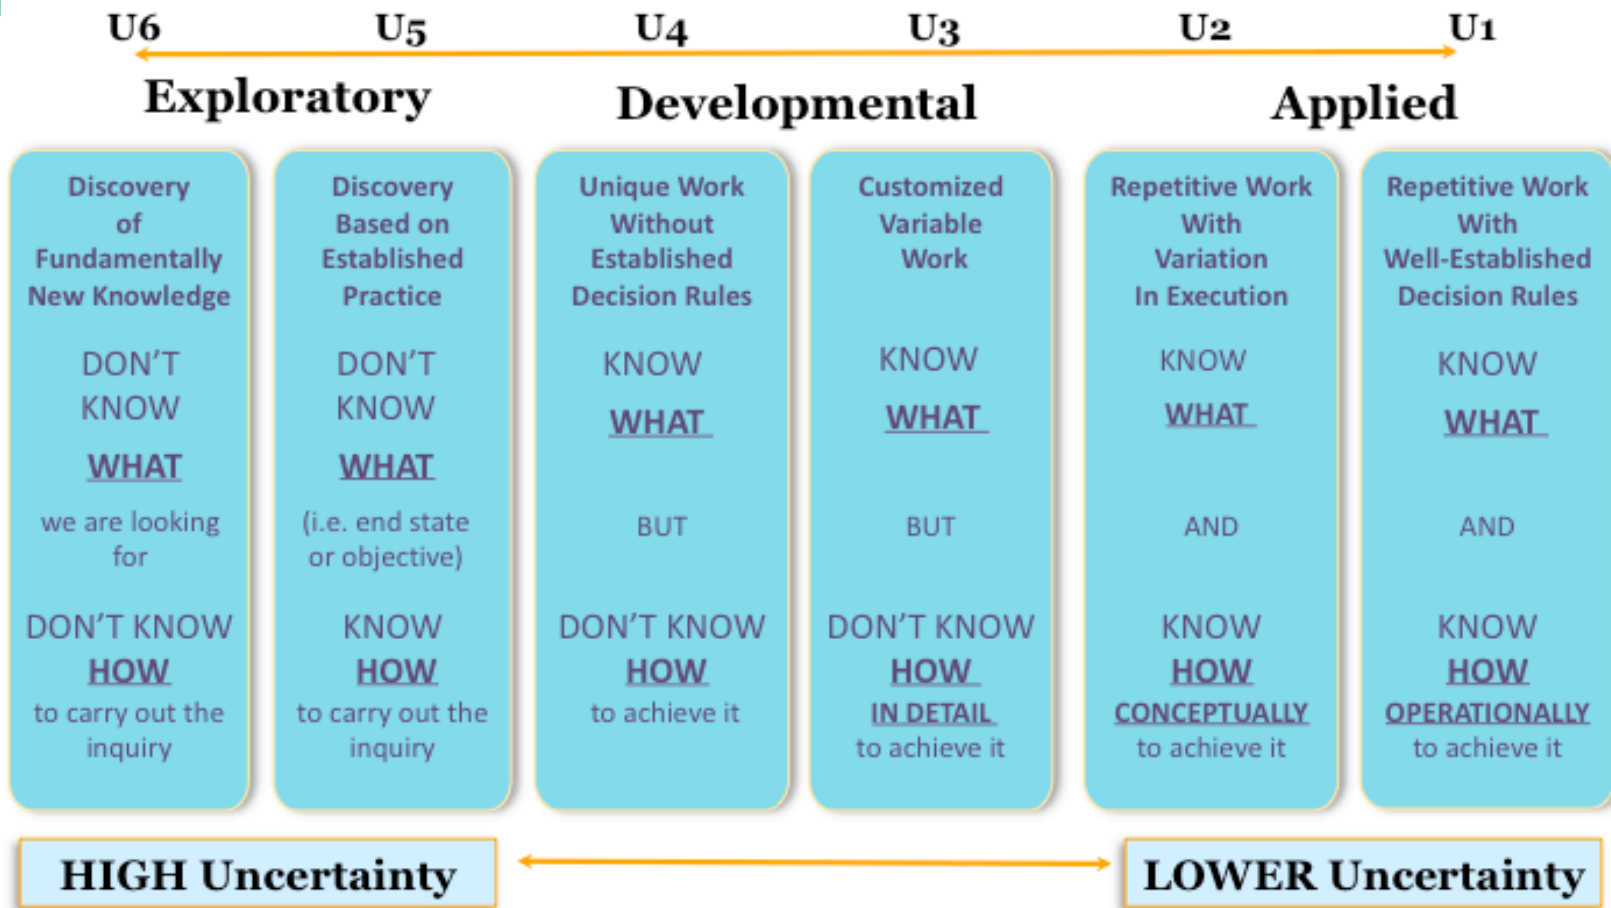 U6 U5 U4 U3 U2 U1
Exploratory Developmental Applied
Discovery
of
Fundamentally
New Knowledge
DON'T
KNOW
WHAT
we are looking
for
DON'T KNOW
HOW
to carry out the
inquiry
Discovery
Based on
Established
Practice
DON'T
KNOW
WHAT
(i.e. end state
or objective)
KNOW
HOW
to carry out the
inquiry
Unique Work
Without
Established
Decision Rules
KNOW
WHAT
BUT
DON'T KNOW
HOW
to achieve it
Customized
Variable
Work
KNOW
WHAT
BUT
DON'T KNOW
HOW
IN DETAIL
to achieve it
Repetitive Work
With
Variation
In Execution
KNOW
WHAT
AND
KNOW
HOW
CONCEPTUALLY
to achieve it
Repetitive Work
With
Well-Established
Decision Rules
KNOW
WHAT
AND
KNOW
HOW
OPERATIONALLY
to achieve it
HIGH Uncertainty
LOWER Uncertainty